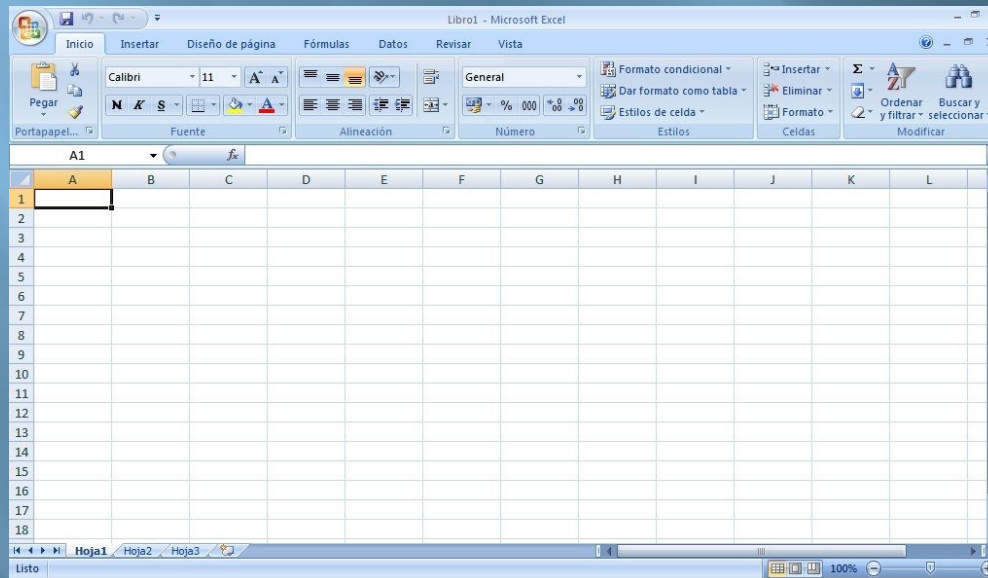 Libro1 - Microsoft Excel
Inicio Insertar Diseño de página Fórmulas Datos Revisar Vista
Pegar
Portapapel...
Calibri 11
N K S
A A
A
Fuente
Alineación
General
% 000
Número
Formato condicional
Dar formato como tabla
Estilos de celda
Estilos
Insertar
Eliminar
Formato
Celdas
Σ
Ordenar y filtrar
Buscar y seleccionar
Modificar
A1 fx
A B C D E F G H I J K L
1
2
3
4
5
6
7
8
9
10
11
12
13
14
15
16
17
18
Hoja1 Hoja2 Hoja3
Listo 100%